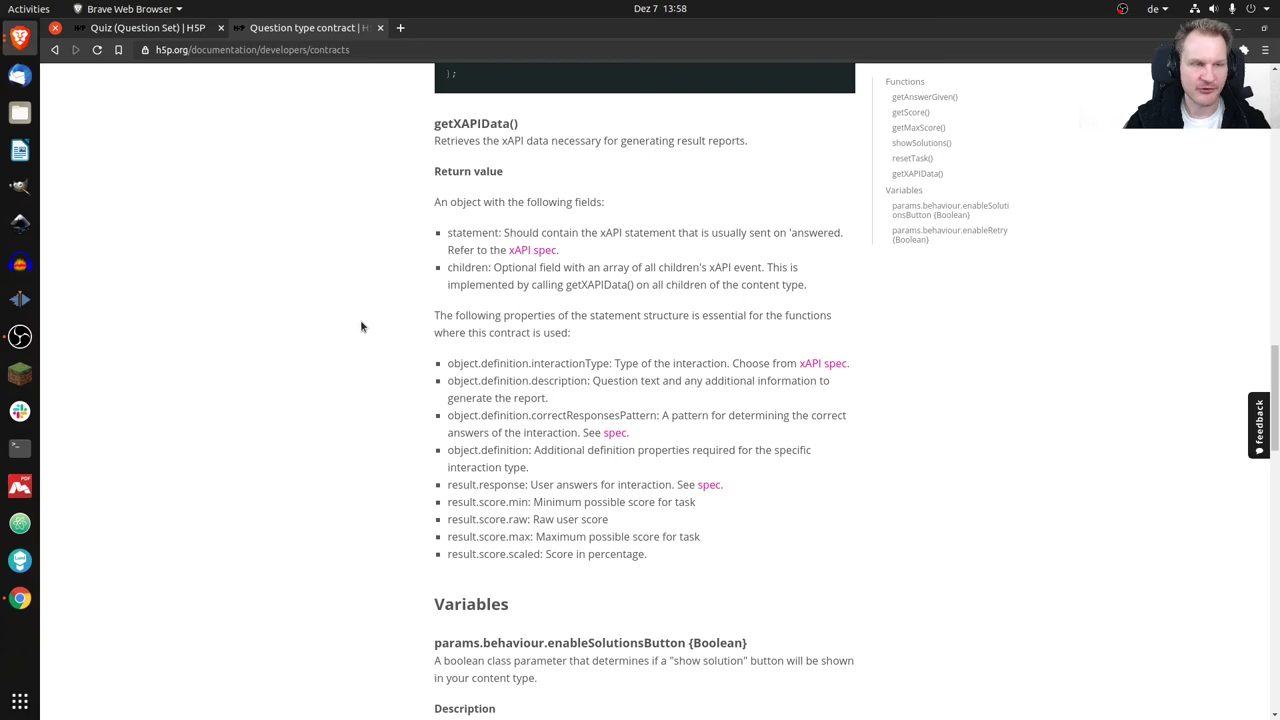 Activities
Brave Web Browser
Dez 7 13:58
Quiz (Question Set) | H5P
Question type contract | H
h5p.org/documentation/developers/contracts
};
getXAPIData()
Retrieves the xAPI data necessary for generating result reports.
Return value
An object with the following fields:
statement: Should contain the xAPI statement that is usually sent on 'answered.
Refer to the xAPI spec.
children: Optional field with an array of all children's xAPI event. This is
implemented by calling getXAPIData() on all children of the content type.
The following properties of the statement structure is essential for the functions
where this contract is used:
object.definition.interactionType: Type of the interaction. Choose from xAPI spec.
object.definition.description: Question text and any additional information to
generate the report.
object.definition.correctResponsesPattern: A pattern for determining the correct
answers of the interaction. See spec.
object.definition: Additional definition properties required for the specific
interaction type.
result.response: User answers for interaction. See spec.
result.score.min: Minimum possible score for task
result.score.raw: Raw user score
result.score.max: Maximum possible score for task
result.score.scaled: Score in percentage.
Variables
params.behaviour.enableSolutionsButton {Boolean}
A boolean class parameter that determines if a "show solution" button will be shown
in your content type.
Description
Functions
getAnswerGiven()
getScore()
getMaxScore()
showSolutions()
resetTask()
getXAPIData()
Variables
params.behaviour.enableSoluti
onsButton {Boolean}
params.behaviour.enableRetry
{Boolean}
feedback